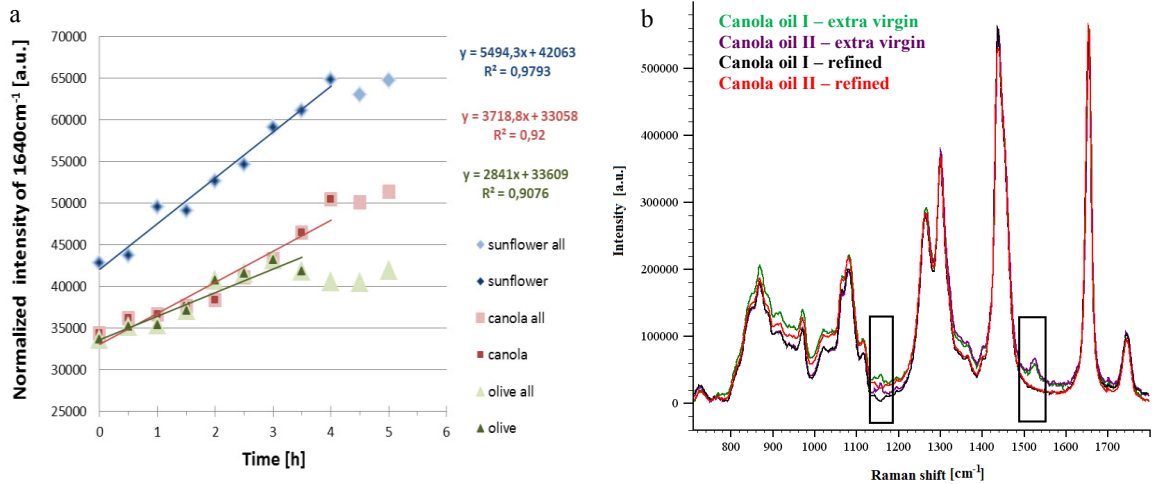 a
70000
65000
60000
55000
50000
45000
40000
35000
30000
25000
Normalized intensity of 1640cm⁻¹ [a.u.]
0 1 2 3 4 5 6
Time [h]
y = 5494,3x + 42063
R² = 0,9793
y = 3718,8x + 33058
R² = 0,92
y = 2841x + 33609
R² = 0,9076
sunflower all
sunflower
canola all
canola
olive all
olive
b
Canola oil I – extra virgin
Canola oil II – extra virgin
Canola oil I – refined
Canola oil II – refined
500000
400000
300000
200000
100000
0
Intensity [a.u.]
800 900 1000 1100 1200 1300 1400 1500 1600 1700
Raman shift [cm⁻¹]